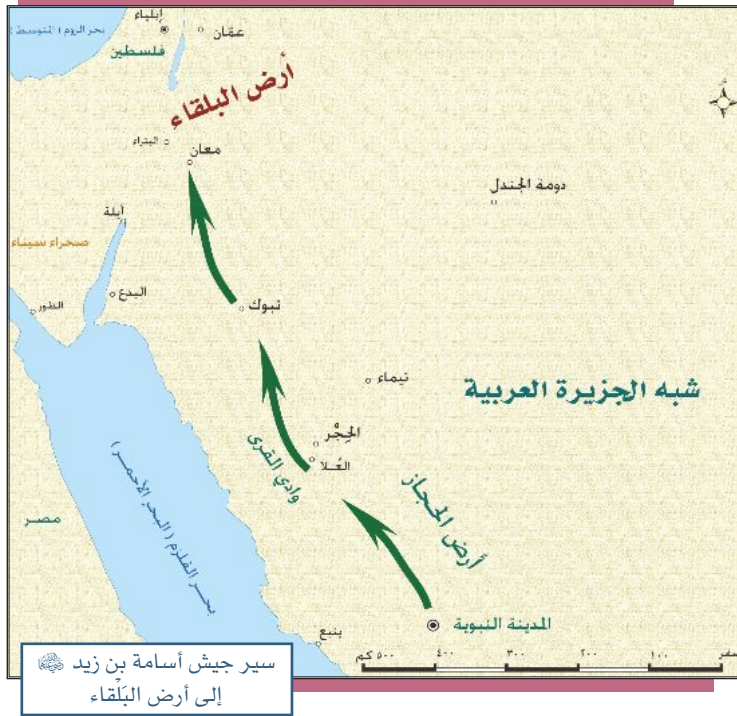 إيلياء
بحر الروم ( المتوسط )
عمّان
فلسطين
أرض البلقاء
البتراء
معان
دومة الجندل
أيلة
صحراء سيناء
البدع
الطور
تبوك
تيماء
شبه الجزيرة العربية
الحِجْر
العُلا
وادي القرى
أرض الحجاز
مصر
بحر القلزم ( البحر الأحمر )
المدينة النبوية
ينبع
صفر ١٠٠ ٢٠٠ ٣٠٠ ٤٠٠ ٥٠٠ كم
سير جيش أسامة بن زيد ﵁
إلى أرض البَلْقاء